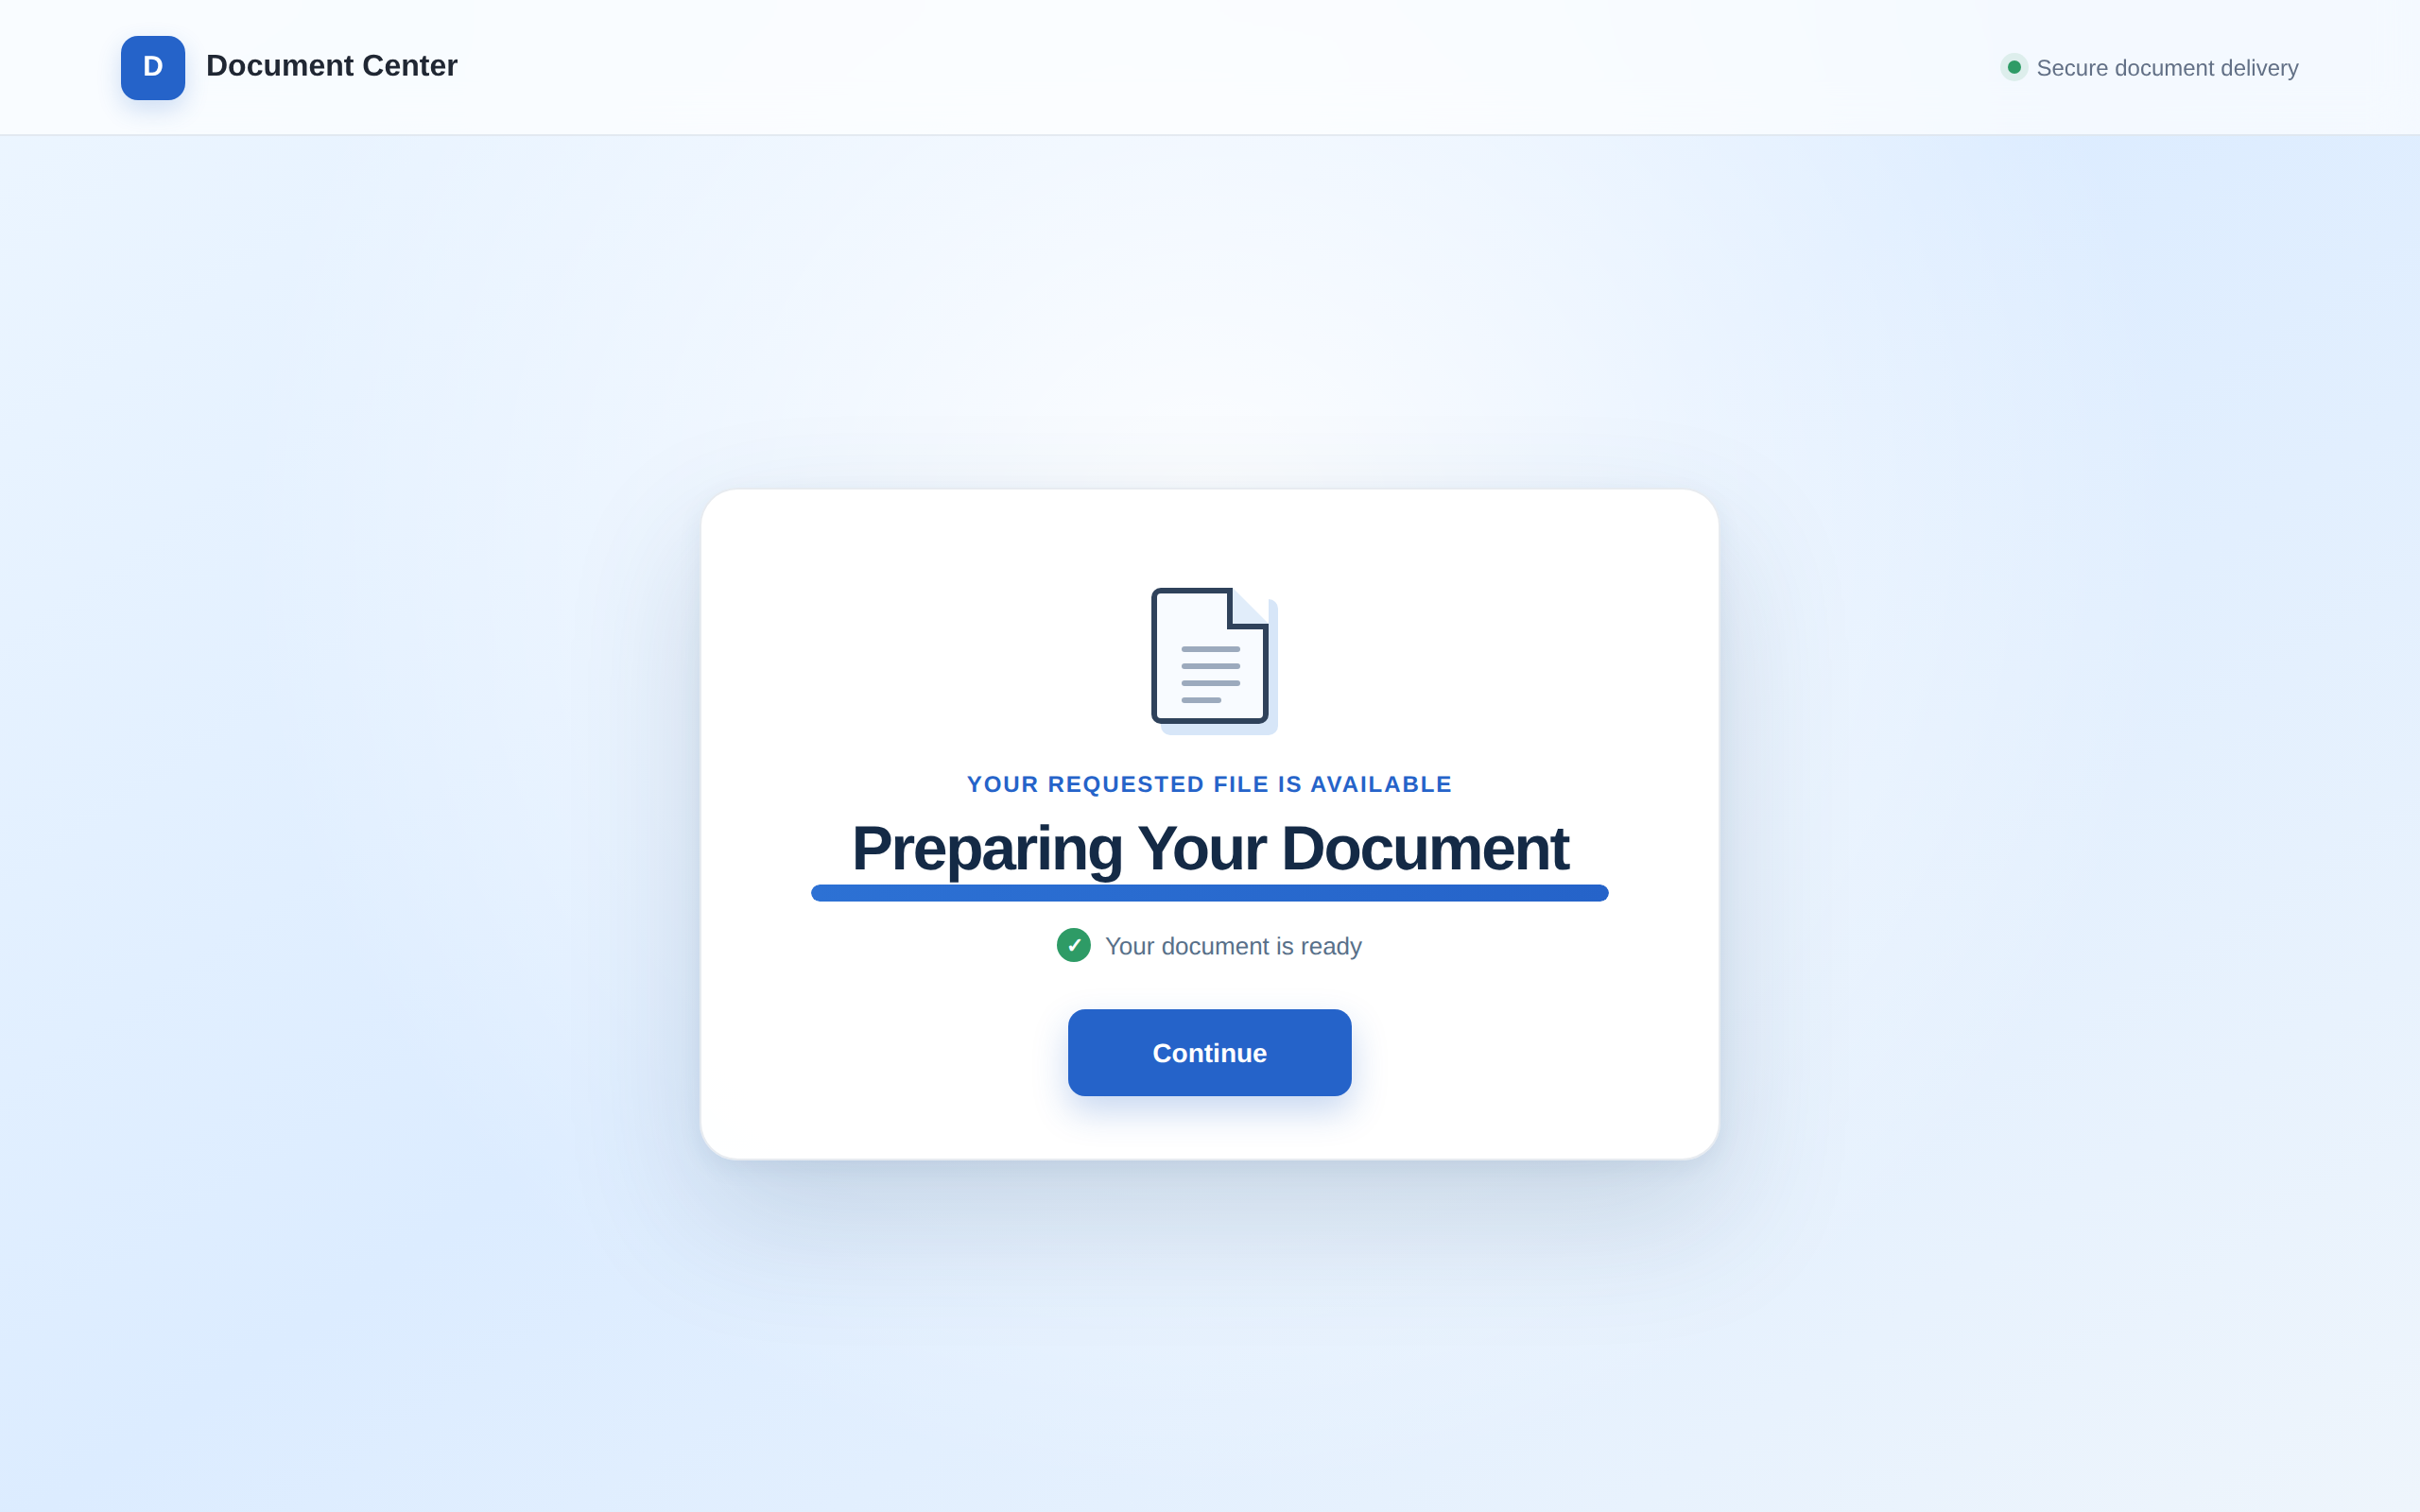 D
Document Center
Secure document delivery
YOUR REQUESTED FILE IS AVAILABLE
Preparing Your Document
✓ Your document is ready
Continue